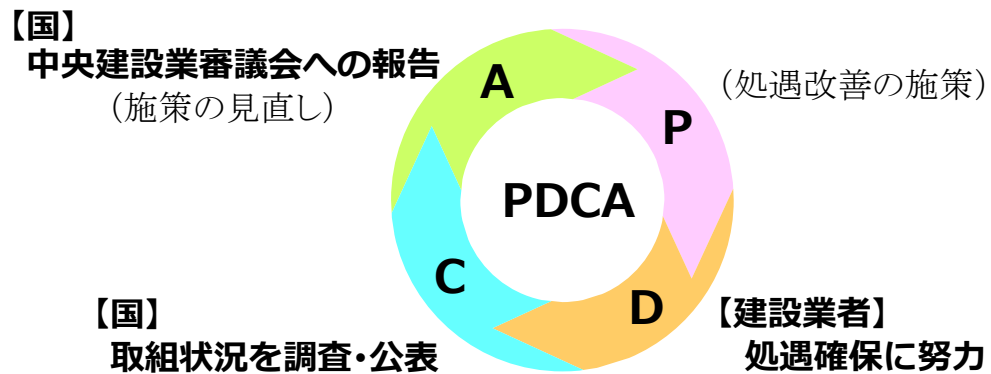 【国】
中央建設業審議会への報告
（施策の見直し）
A
P
（処遇改善の施策）
PDCA
C
D
【国】
取組状況を調査・公表
【建設業者】
処遇確保に努力